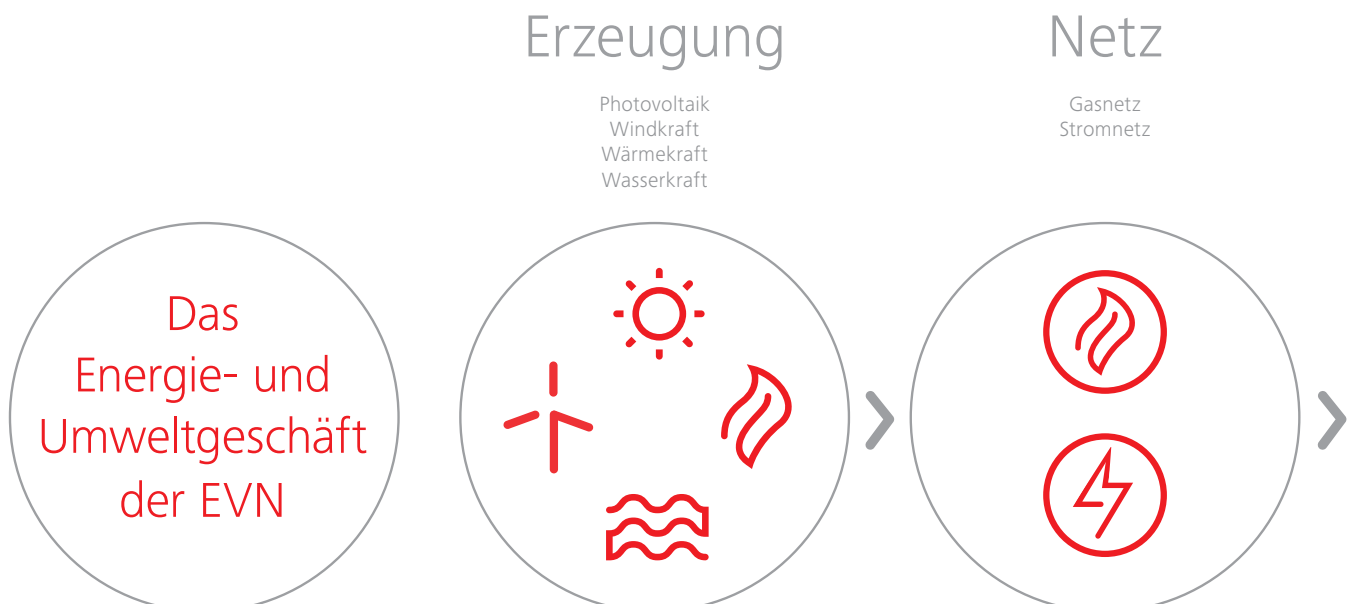 Erzeugung
Photovoltaik
Windkraft
Wärmekraft
Wasserkraft
Netz
Gasnetz
Stromnetz
Das
Energie- und
Umweltgeschäft
der EVN